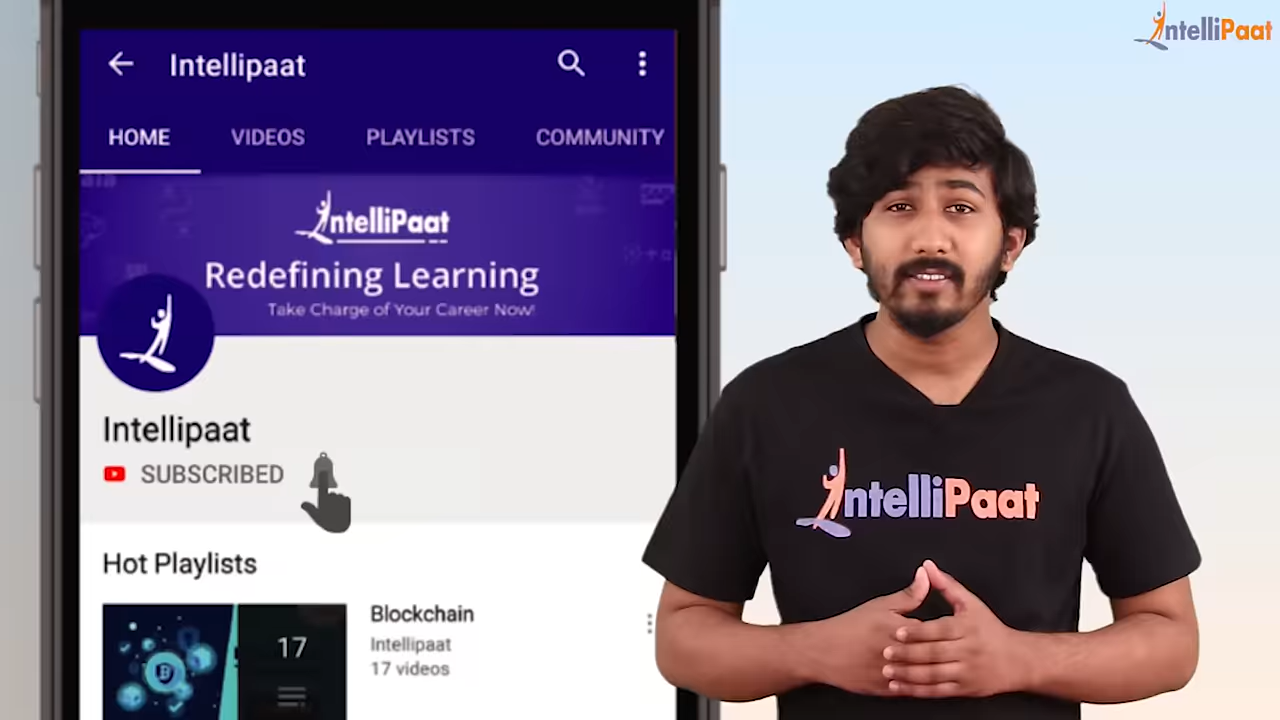 Intellipaat
HOME VIDEOS PLAYLISTS COMMUNITY
IntelliPaat
Redefining Learning
Take Charge of Your Career Now!
Intellipaat
SUBSCRIBED
Hot Playlists
17
Blockchain
Intellipaat
17 videos
IntelliPaat
IntelliPaat